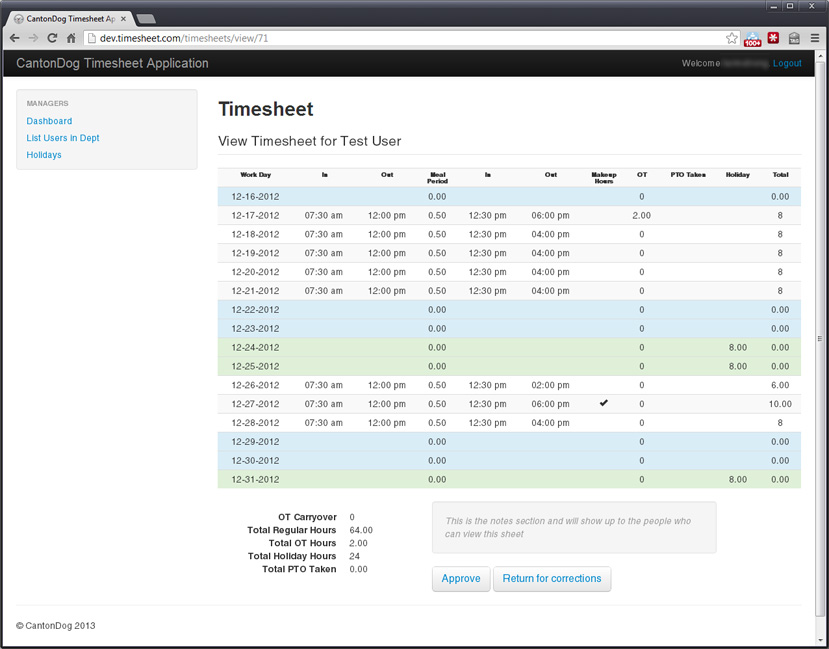 CantonDog Timesheet Ap
dev.timesheet.com/timesheets/view/71
100+
CantonDog Timesheet Application
Welcome Logout
MANAGERS
Dashboard
List Users In Dept
Holidays
Timesheet
View Timesheet for Test User
Work Day In Out Meal Period In Out Makeup Hours OT PTO Taken Holiday Total
12-16-2012 0.00 0 0.00
12-17-2012 07:30 am 12:00 pm 0.50 12:30 pm 06:00 pm 2.00 8
12-18-2012 07:30 am 12:00 pm 0.50 12:30 pm 04:00 pm 0 8
12-19-2012 07:30 am 12:00 pm 0.50 12:30 pm 04:00 pm 0 8
12-20-2012 07:30 am 12:00 pm 0.50 12:30 pm 04:00 pm 0 8
12-21-2012 07:30 am 12:00 pm 0.50 12:30 pm 04:00 pm 0 8
12-22-2012 0.00 0 0.00
12-23-2012 0.00 0 0.00
12-24-2012 0.00 0 8.00 0.00
12-25-2012 0.00 0 8.00 0.00
12-26-2012 07:30 am 12:00 pm 0.50 12:30 pm 02:00 pm 0 6.00
12-27-2012 07:30 am 12:00 pm 0.50 12:30 pm 06:00 pm ✔ 0 10.00
12-28-2012 07:30 am 12:00 pm 0.50 12:30 pm 04:00 pm 0 8
12-29-2012 0.00 0 0.00
12-30-2012 0.00 0 0.00
12-31-2012 0.00 0 8.00 0.00
OT Carryover 0
Total Regular Hours 64.00
Total OT Hours 2.00
Total Holiday Hours 24
Total PTO Taken 0.00
This is the notes section and will show up to the people who
can view this sheet
Approve Return for corrections
© CantonDog 2013